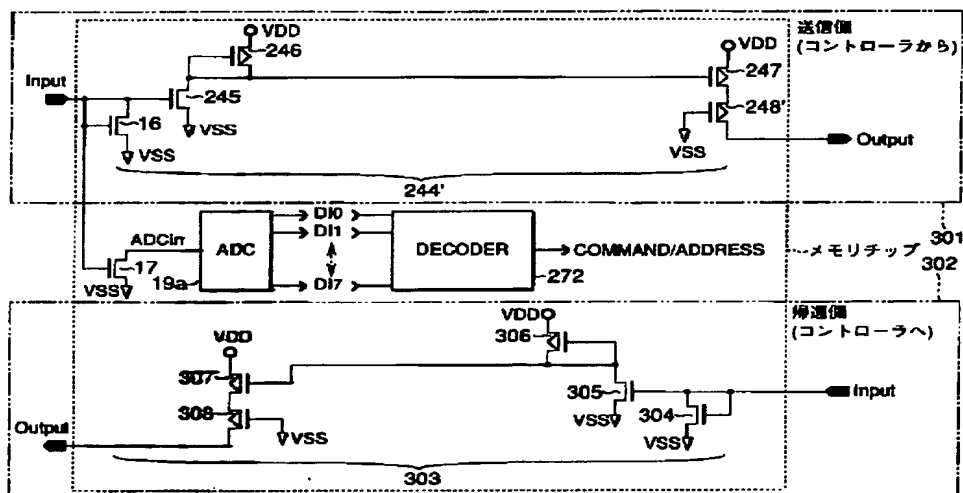 VDD
246
送信側
(コントローラから)
VDD
247
Input
245
248'
16
VSS
VSS
VSS
Output
244'
DI0
DI1
ADCin
ADC
DECODER
COMMAND/ADDRESS
301
メモリチップ
302
17
VSS
19a
DI7
272
帰還側
(コントローラへ)
VDD
306
VDD
307
305
304
Input
308
VSS
VSS
VSS
Output
303